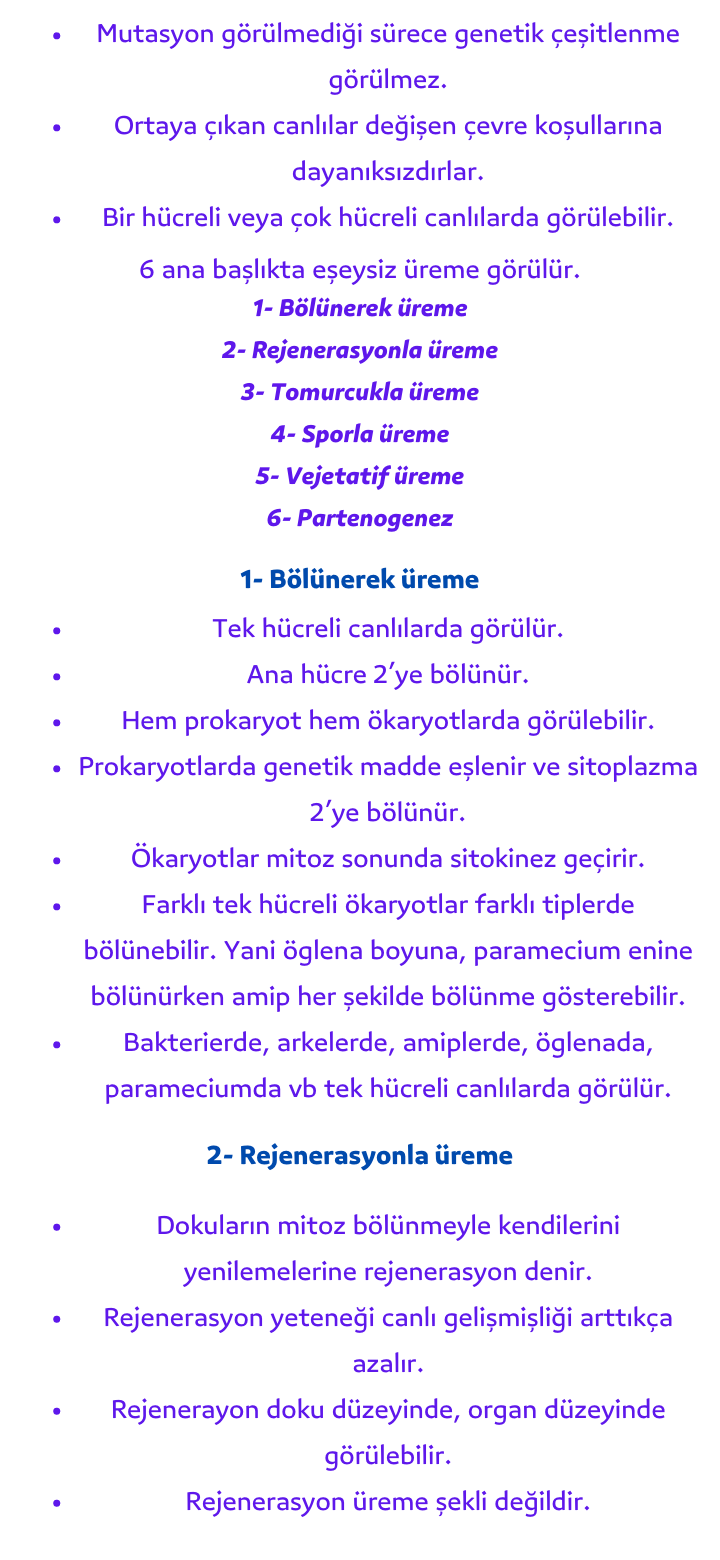 • Mutasyon görülmediği sürece genetik çeşitlenme
görülmez.
• Ortaya çıkan canlılar değişen çevre koşullarına
dayanıksızdırlar.
• Bir hücreli veya çok hücreli canlılarda görülebilir.
6 ana başlıkta eşeysiz üreme görülür.
1- Bölünerek üreme
2- Rejenerasyonla üreme
3- Tomurcukla üreme
4- Sporla üreme
5- Vejetatif üreme
6- Partenogenez
1- Bölünerek üreme
• Tek hücreli canlılarda görülür.
• Ana hücre 2’ye bölünür.
• Hem prokaryot hem ökaryotlarda görülebilir.
• Prokaryotlarda genetik madde eşlenir ve sitoplazma
2’ye bölünür.
• Ökaryotlar mitoz sonunda sitokinez geçirir.
• Farklı tek hücreli ökaryotlar farklı tiplerde
bölünebilir. Yani öglena boyuna, paramecium enine
bölünürken amip her şekilde bölünme gösterebilir.
• Bakterierde, arkelerde, amiplerde, öglenada,
parameciumda vb tek hücreli canlılarda görülür.
2- Rejenerasyonla üreme
• Dokuların mitoz bölünmeyle kendilerini
yenilemelerine rejenerasyon denir.
• Rejenerasyon yeteneği canlı gelişmişliği arttıkça
azalır.
• Rejenerayon doku düzeyinde, organ düzeyinde
görülebilir.
• Rejenerasyon üreme şekli değildir.